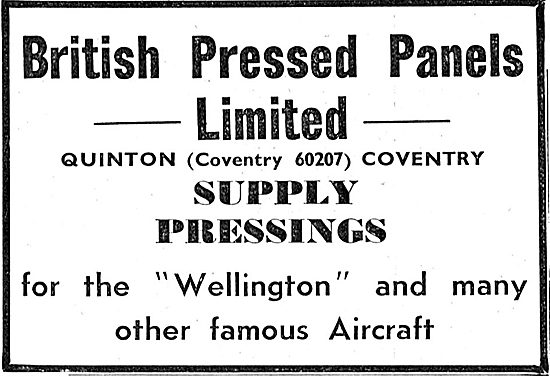 British Pressed Panels
Limited
QUINTON (Coventry 60207) COVENTRY
SUPPLY
PRESSINGS
for the "Wellington" and many
other famous Aircraft